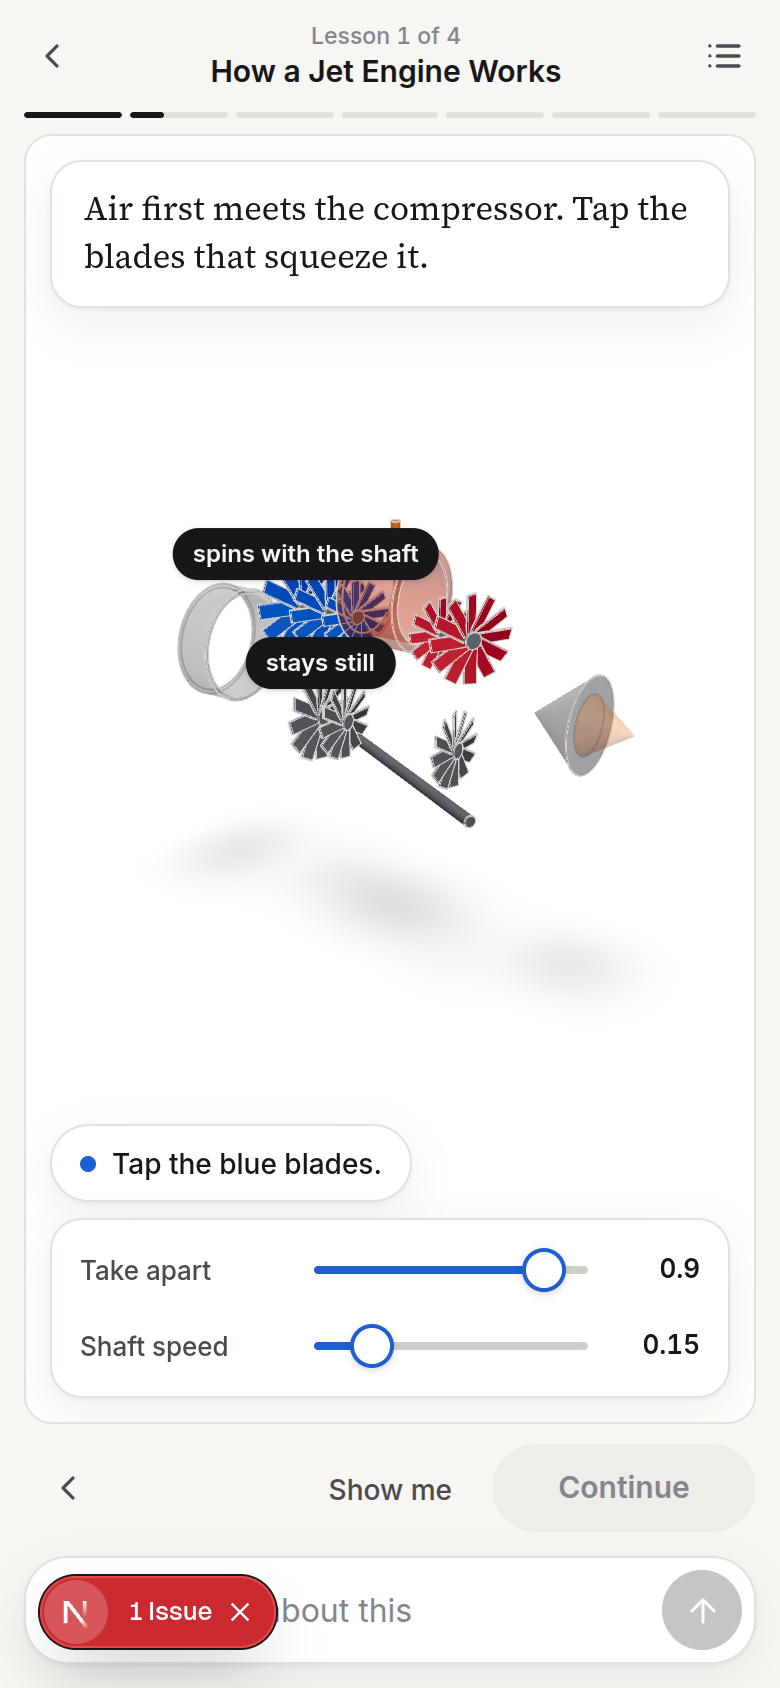 Lesson 1 of 4
How a Jet Engine Works
Air first meets the compressor. Tap the
blades that squeeze it.
spins with the shaft
stays still
Tap the blue blades.
Take apart
0.9
Shaft speed
0.15
Show me
Continue
N
1 Issue
bout this